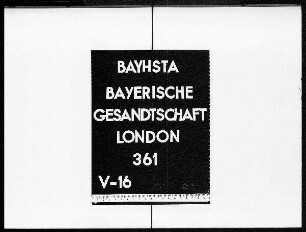 BAYHSTA
BAYERISCHE
GESANDTSCHAFT
LONDON
361
V-16